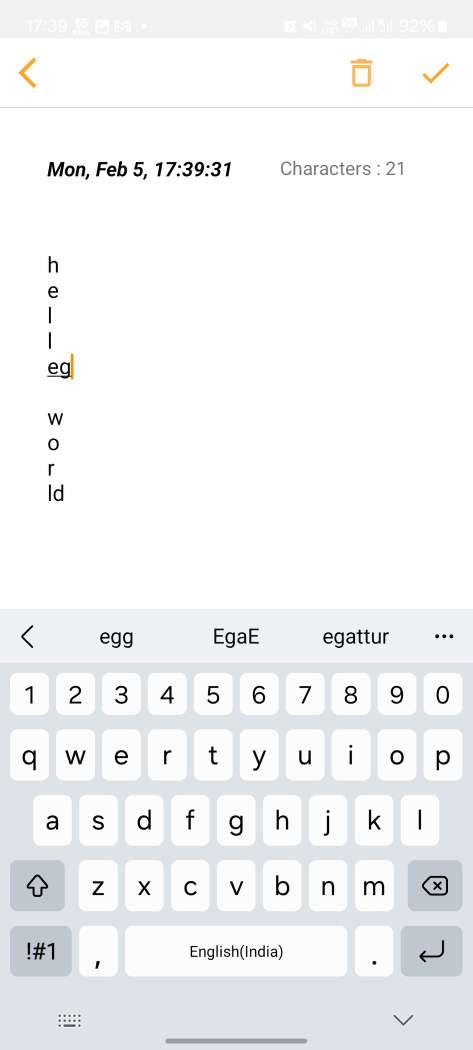 17:39 92%
Mon, Feb 5, 17:39:31 Characters : 21
h
e
l
l
eg
w
o
r
ld
egg EgaE egattur
1 2 3 4 5 6 7 8 9 0
q w e r t y u i o p
a s d f g h j k l
z x c v b n m
!#1 , English(India) .